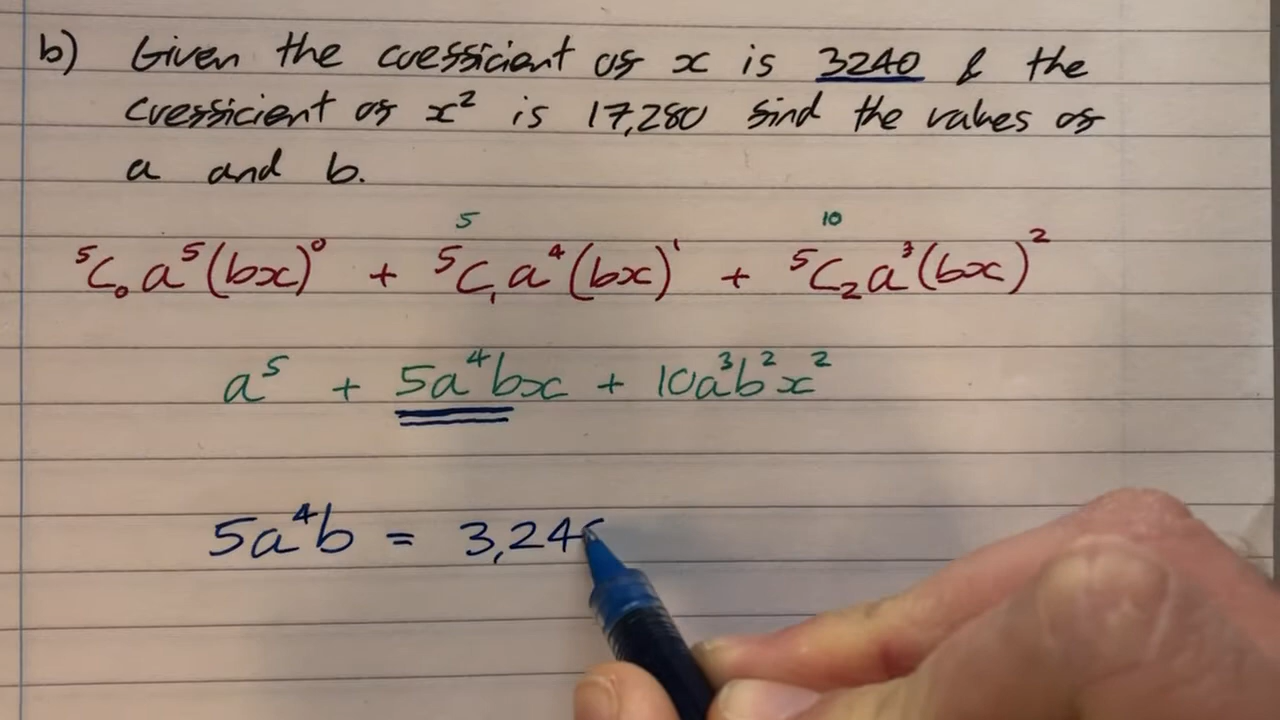 b) Given the coefficient of x is 3240 & the
coefficient of x² is 17,280 find the values of
a and b.
5 10
⁵C₀a⁵(bx)⁰ + ⁵C₁a⁴(bx)¹ + ⁵C₂a³(bx)²
a⁵ + 5a⁴bx + 10a³b²x²
5a⁴b = 3,240